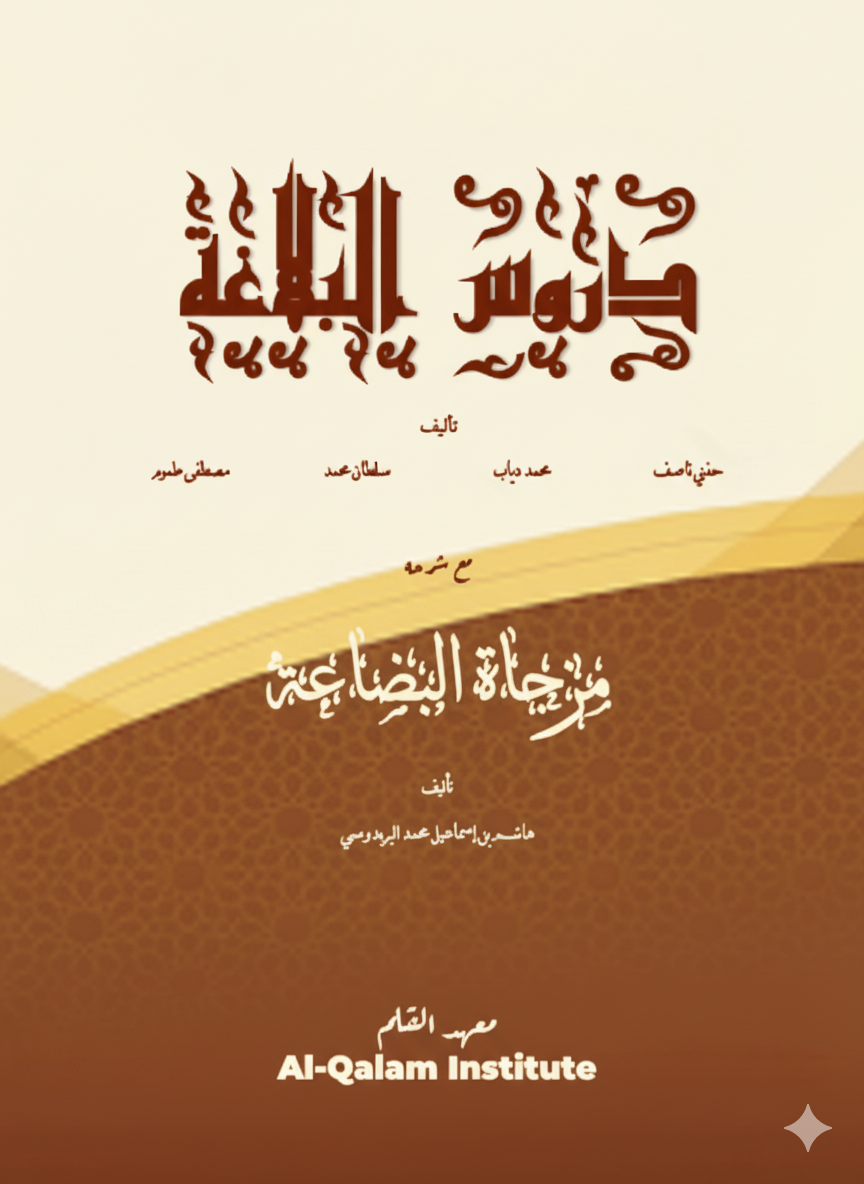 دروس البلاغة
تأليف
حفني ناصف محمد دياب سلطان محمد مصطفى طموم
مع شرحه
مزجاة البضاعة
تأليف
هاشم بن إسماعيل محمد
معهد القلم
Al-Qalam Institute